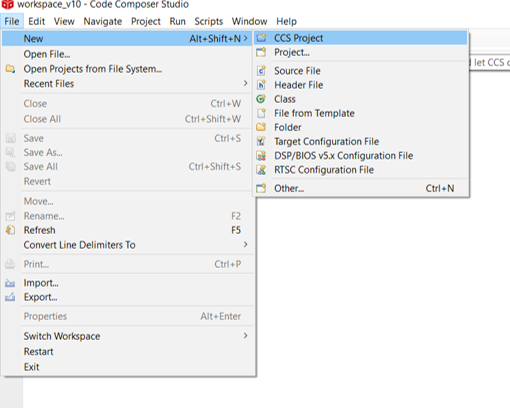 workspace_v10 - Code Composer Studio
File Edit View Navigate Project Run Scripts Window Help
New Alt+Shift+N >
Open File...
Open Projects from File System...
Recent Files >
Close Ctrl+W
Close All Ctrl+Shift+W
Save Ctrl+S
Save As...
Save All Ctrl+Shift+S
Revert
Move...
Rename... F2
Refresh F5
Convert Line Delimiters To >
Print... Ctrl+P
Import...
Export...
Properties Alt+Enter
Switch Workspace >
Restart
Exit
CCS Project
Project...
Source File
Header File
Class
File from Template
Folder
Target Configuration File
DSP/BIOS v5.x Configuration File
RTSC Configuration File
Other... Ctrl+N
let CCS